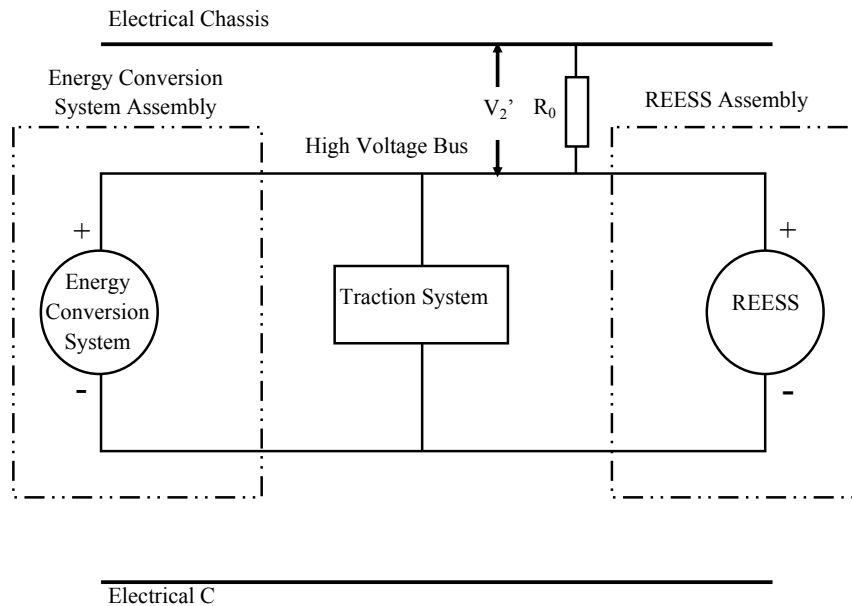 Electrical Chassis
Energy Conversion
System Assembly
V2’
R0
REESS Assembly
High Voltage Bus
+
+
Energy
Conversion
System
Traction System
REESS
-
-
Electrical C